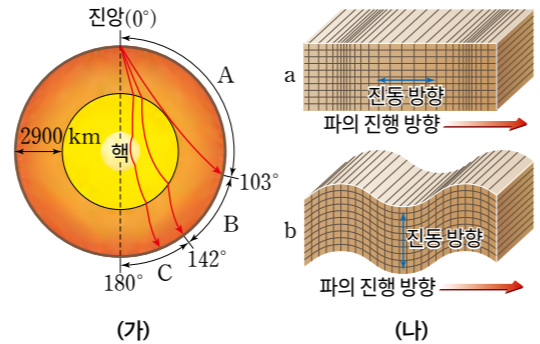 진앙(0°)
A
2900 km
핵
103°
B
142°
C
180°
(가)
a
진동 방향
파의 진행 방향
b
진동 방향
파의 진행 방향
(나)